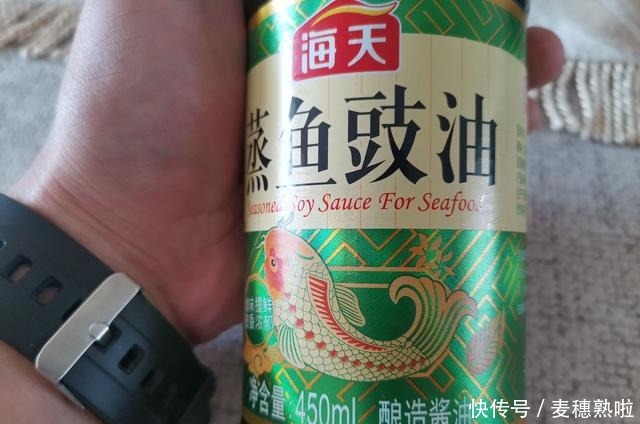 海天
蒸鱼豉油
Seasoned Soy Sauce For Seafood
净含量: 450ml 酿造酱油
快传号 / 麦穗熟啦